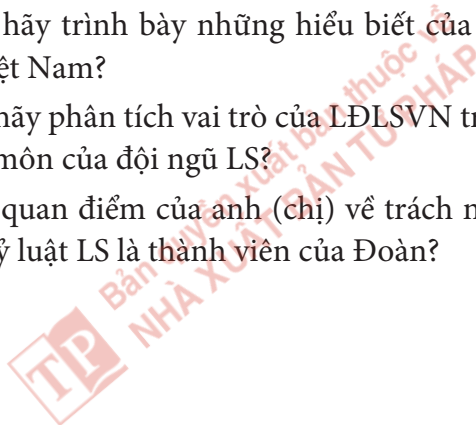 hãy trình bày những hiểu biết của
ệt Nam?
hãy phân tích vai trò của LĐLSVN tr
môn của đội ngũ LS?
quan điểm của anh (chị) về trách n
ỷ luật LS là thành viên của Đoàn?
Bản quyền xuất bản thuộc về
NHÀ XUẤT BẢN TƯ PHÁP
TP